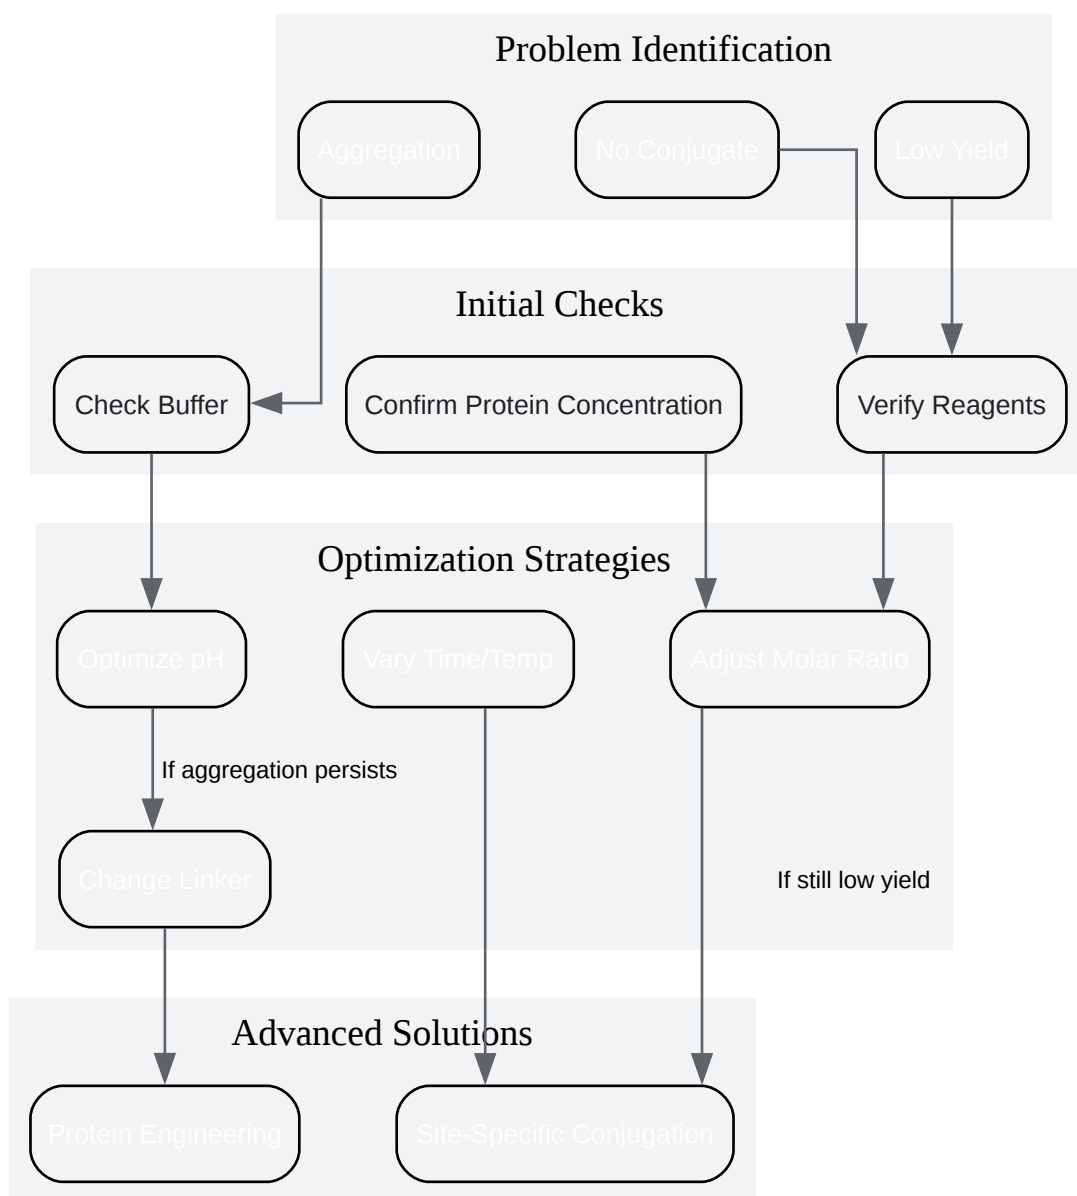 Problem Identification
Aggregation
No Conjugate
Low Yield
Initial Checks
Check Buffer
Confirm Protein Concentration
Verify Reagents
Optimization Strategies
Optimize pH
Vary Time/Temp
Adjust Molar Ratio
If aggregation persists
Change Linker
If still low yield
Advanced Solutions
Protein Engineering
Site-Specific Conjugation